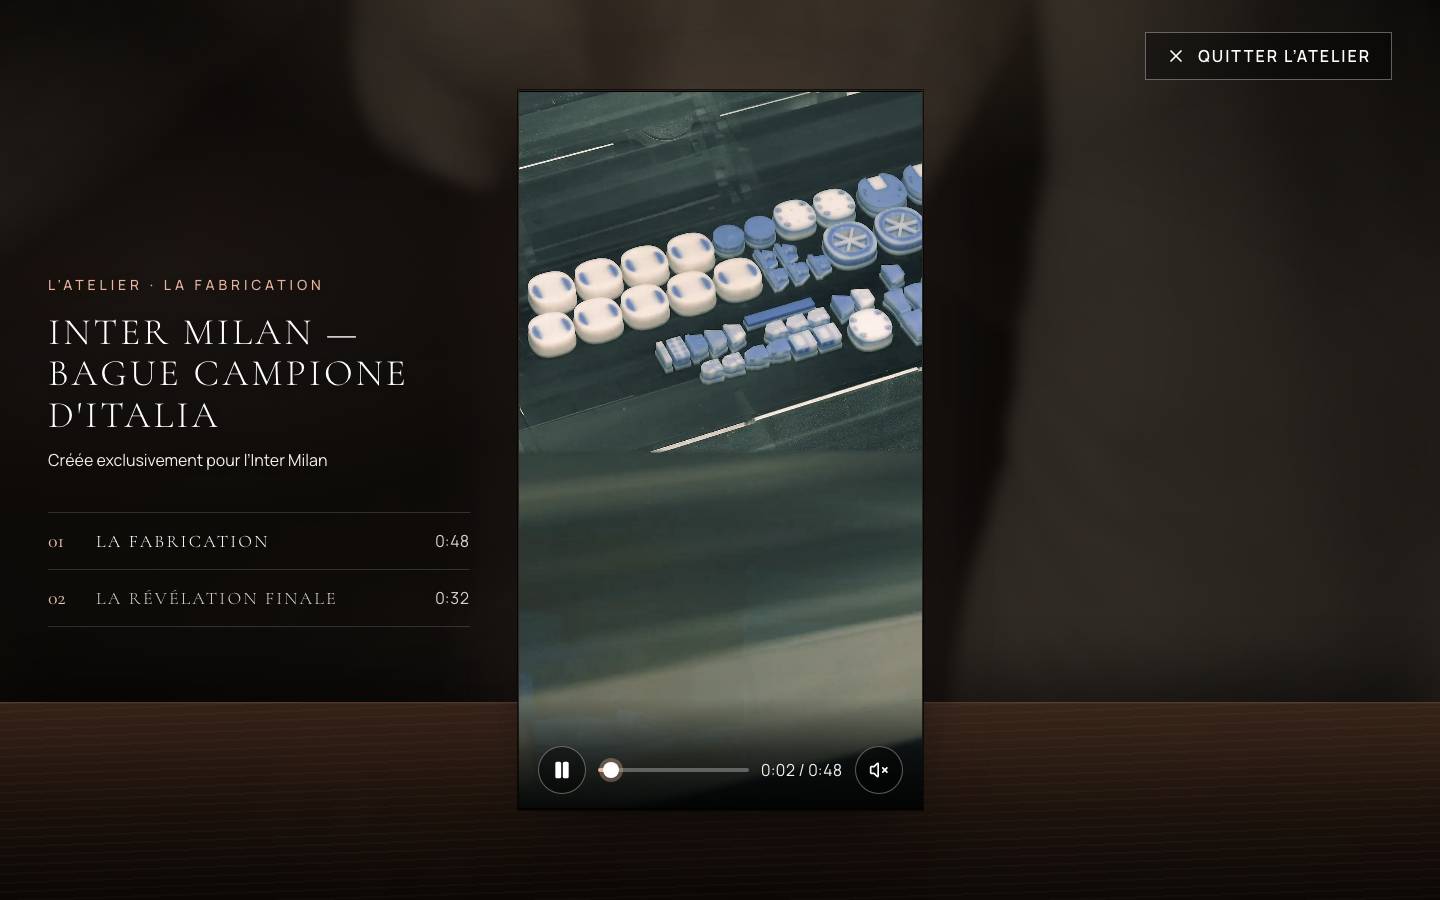 QUITTER L’ATELIER
L’ATELIER · LA FABRICATION
INTER MILAN —
BAGUE CAMPIONE
D'ITALIA
Créée exclusivement pour l’Inter Milan
01 LA FABRICATION 0:48
02 LA RÉVÉLATION FINALE 0:32
0:02 / 0:48